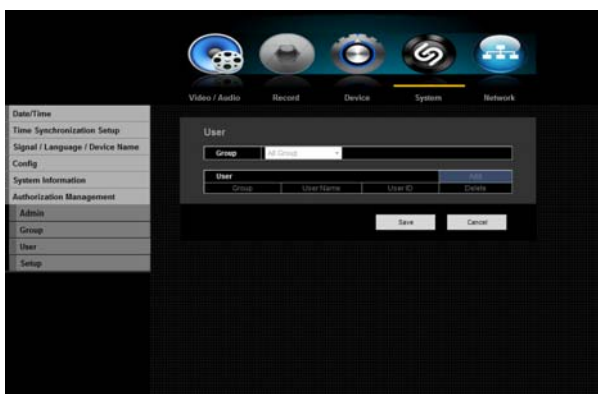 Video / Audio Record Device System Network
Date/Time
Time Synchronization Setup
Signal / Language / Device Name
Config
System Information
Authorization Management
Admin
Group
User
Setup
User
Group All Group
User Add
Group User Name User ID Delete
Save Cancel